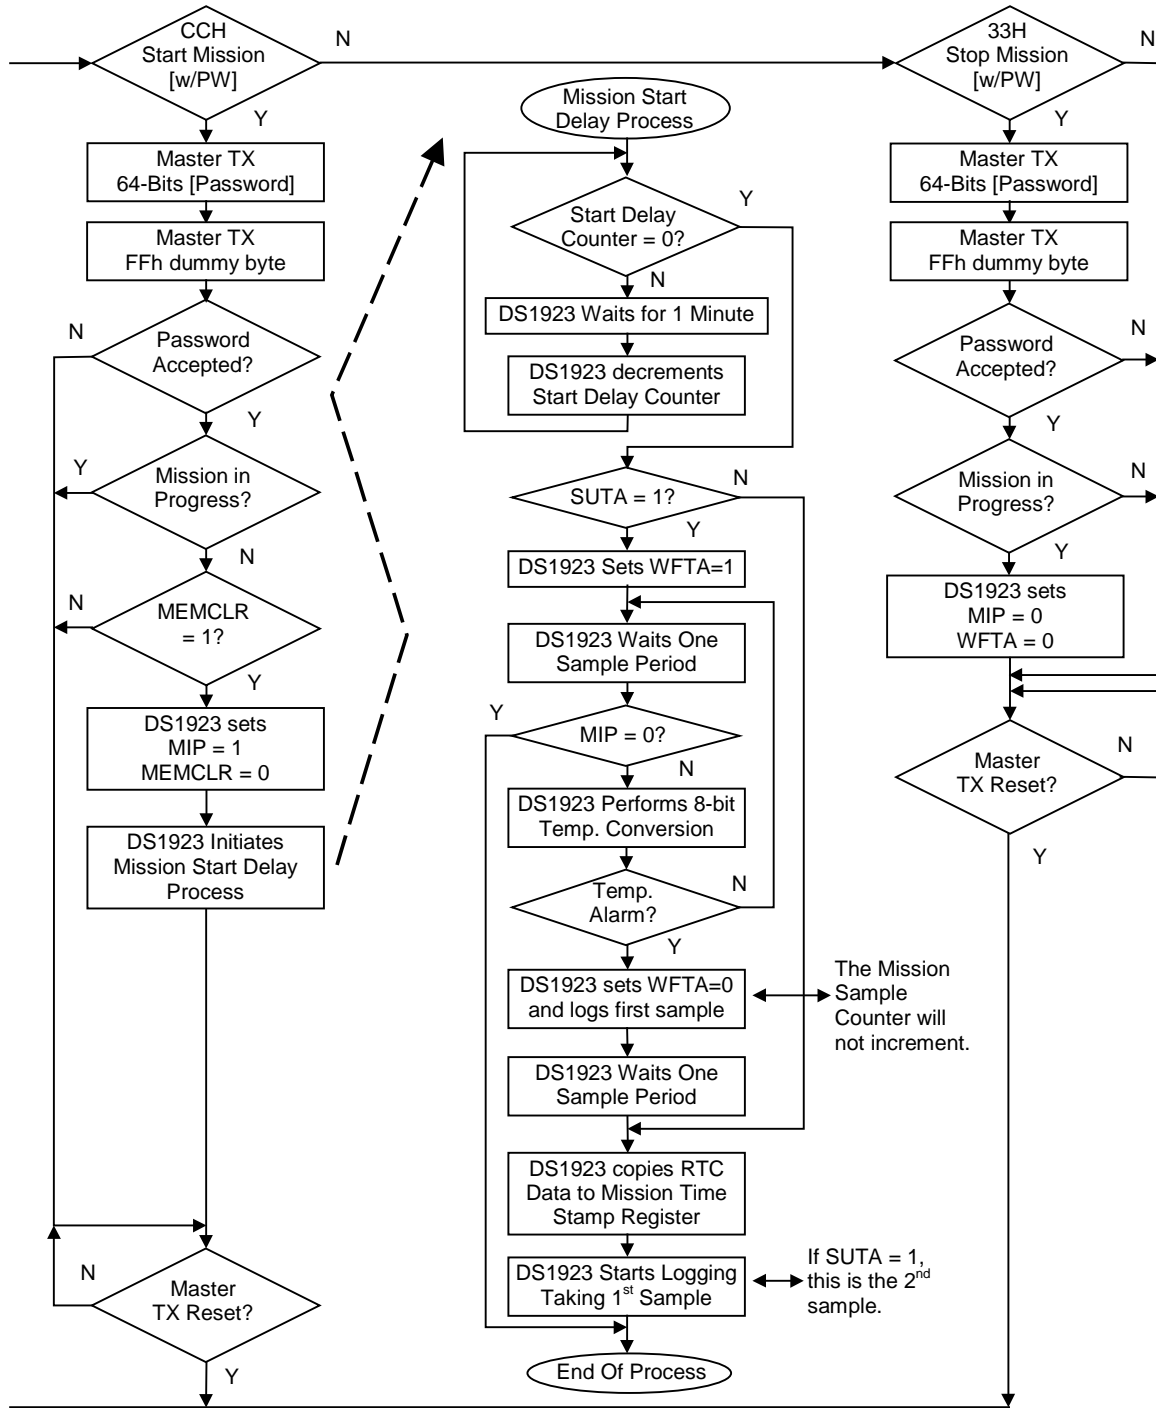 CCH
Start Mission
[w/PW]
N
Y
Master TX
64-Bits [Password]
Master TX
FFh dummy byte
N
Password
Accepted?
Y
Y
Mission in
Progress?
N
N
MEMCLR
= 1?
Y
DS1923 sets
MIP = 1
MEMCLR = 0
DS1923 Initiates
Mission Start Delay
Process
N
Master
TX Reset?
Y
Mission Start
Delay Process
Y
Start Delay
Counter = 0?
N
DS1923 Waits for 1 Minute
DS1923 decrements
Start Delay Counter
SUTA = 1?
N
Y
DS1923 Sets WFTA=1
DS1923 Waits One
Sample Period
Y
MIP = 0?
N
DS1923 Performs 8-bit
Temp. Conversion
Temp.
Alarm?
N
Y
DS1923 sets WFTA=0
and logs first sample
The Mission
Sample
Counter will
not increment.
DS1923 Waits One
Sample Period
DS1923 copies RTC
Data to Mission Time
Stamp Register
DS1923 Starts Logging
Taking 1st Sample
If SUTA = 1,
this is the 2nd
sample.
End Of Process
33H
Stop Mission
[w/PW]
N
Y
Master TX
64-Bits [Password]
Master TX
FFh dummy byte
Password
Accepted?
N
Y
Mission in
Progress?
N
Y
DS1923 sets
MIP = 0
WFTA = 0
Master
TX Reset?
N
Y